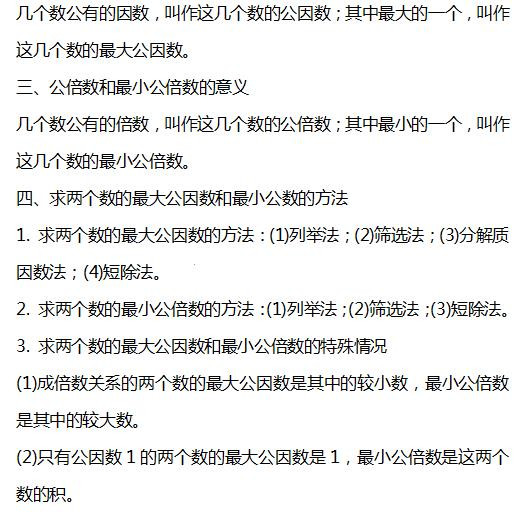 几个数公有的因数，叫作这几个数的公因数；其中最大的一个，叫作
这几个数的最大公因数。
三、公倍数和最小公倍数的意义
几个数公有的倍数，叫作这几个数的公倍数；其中最小的一个，叫作
这几个数的最小公倍数。
四、求两个数的最大公因数和最小公数的方法
1. 求两个数的最大公因数的方法：(1)列举法；(2)筛选法；(3)分解质
因数法；(4)短除法。
2. 求两个数的最小公倍数的方法：(1)列举法；(2)筛选法；(3)短除法。
3. 求两个数的最大公因数和最小公倍数的特殊情况
(1)成倍数关系的两个数的最大公因数是其中的较小数，最小公倍数
是其中的较大数。
(2)只有公因数 1 的两个数的最大公因数是 1，最小公倍数是这两个
数的积。